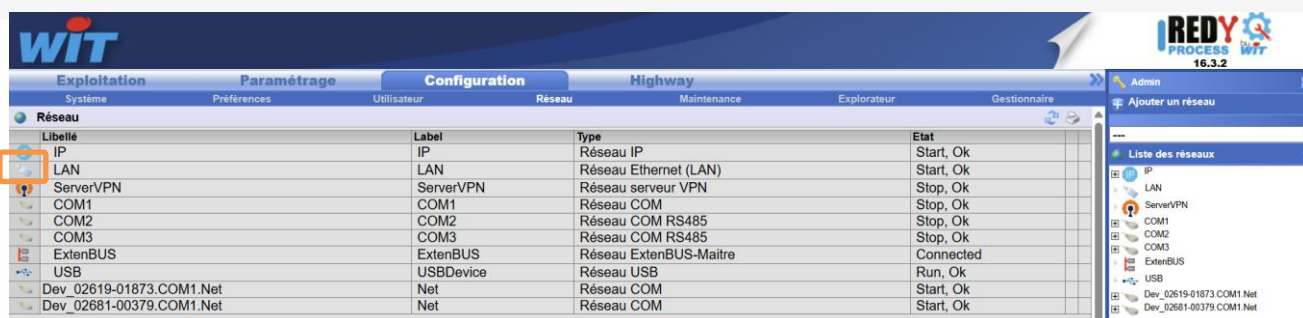 WIT
REDY
PROCESS by WIT
16.3.2
Exploitation Paramétrage Configuration Highway
Système Préférences Utilisateur Réseau Maintenance Explorateur Gestionnaire
Réseau
Libellé Label Type Etat
IP IP Réseau IP Start, Ok
LAN LAN Réseau Ethernet (LAN) Start, Ok
ServerVPN ServerVPN Réseau serveur VPN Stop, Ok
COM1 COM1 Réseau COM Stop, Ok
COM2 COM2 Réseau COM RS485 Stop, Ok
COM3 COM3 Réseau COM RS485 Stop, Ok
ExtenBUS ExtenBUS Réseau ExtenBUS-Maitre Connected
USB USBDevice Réseau USB Run, Ok
Dev_02619-01873.COM1.Net Net Réseau COM Start, Ok
Dev_02681-00379.COM1.Net Net Réseau COM Start, Ok
Admin
Ajouter un réseau
---
Liste des réseaux
IP IP
LAN
ServerVPN
COM1
COM2
COM3
ExtenBUS
USB
Dev_02619-01873.COM1.Net
Dev_02681-00379.COM1.Net